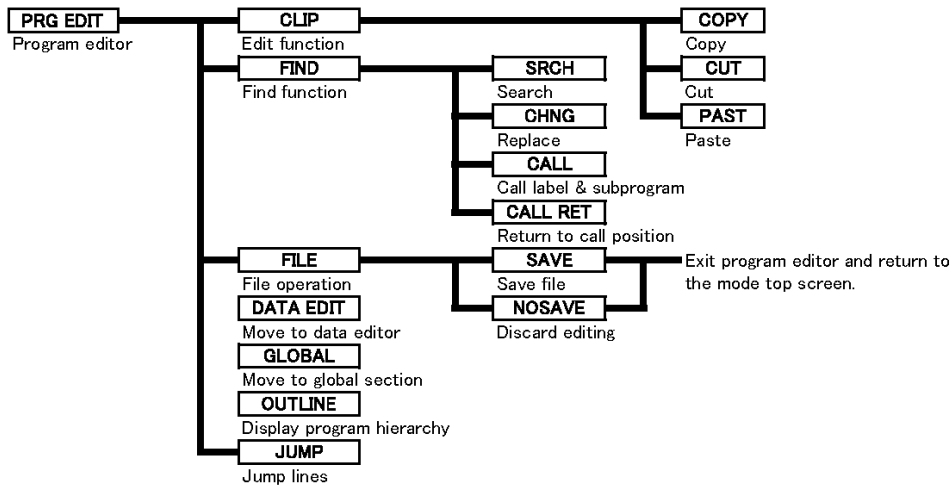 PRG EDIT
Program editor
CLIP
Edit function
COPY
Copy
FIND
Find function
SRCH
Search
CUT
Cut
CHNG
Replace
PAST
Paste
CALL
Call label & subprogram
CALL RET
Return to call position
FILE
File operation
SAVE
Save file
Exit program editor and return to
the mode top screen.
DATA EDIT
Move to data editor
NOSAVE
Discard editing
GLOBAL
Move to global section
OUTLINE
Display program hierarchy
JUMP
Jump lines